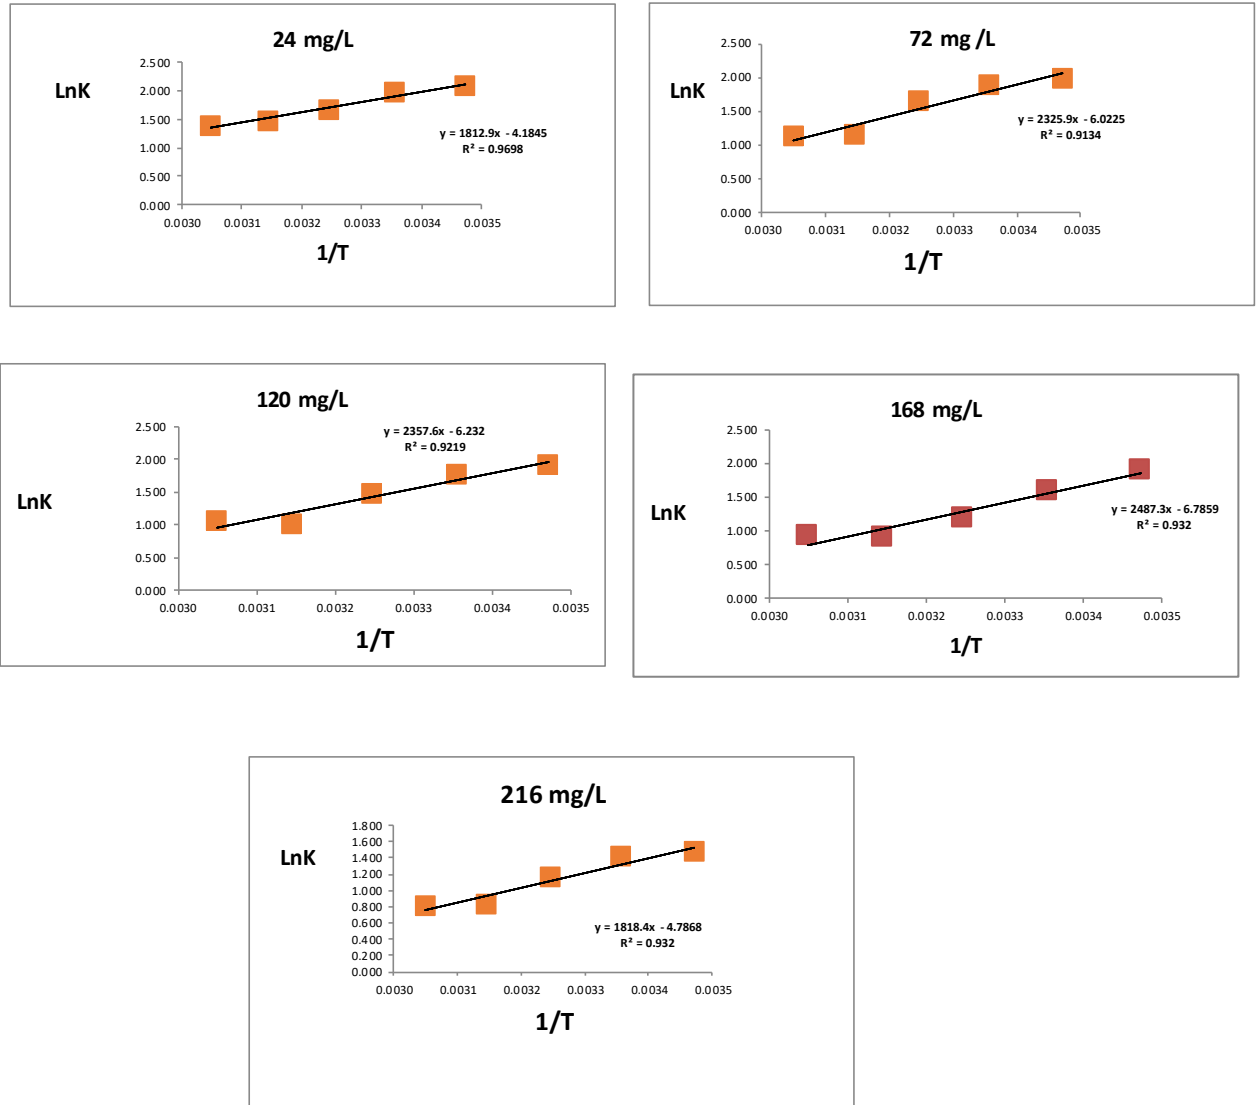 24 mg/L
LnK
2.500
2.000
1.500
1.000
0.500
0.000
y = 1812.9x - 4.1845
R² = 0.9698
0.0030 0.0031 0.0032 0.0033 0.0034 0.0035
1/T
72 mg /L
LnK
2.500
2.000
1.500
1.000
0.500
0.000
y = 2325.9x - 6.0225
R² = 0.9134
0.0030 0.0031 0.0032 0.0033 0.0034 0.0035
1/T
120 mg/L
LnK
2.500
2.000
1.500
1.000
0.500
0.000
y = 2357.6x - 6.232
R² = 0.9219
0.0030 0.0031 0.0032 0.0033 0.0034 0.0035
1/T
168 mg/L
LnK
2.500
2.000
1.500
1.000
0.500
0.000
y = 2487.3x - 6.7859
R² = 0.932
0.0030 0.0031 0.0032 0.0033 0.0034 0.0035
1/T
216 mg/L
LnK
1.800
1.600
1.400
1.200
1.000
0.800
0.600
0.400
0.200
0.000
y = 1818.4x - 4.7868
R² = 0.932
0.0030 0.0031 0.0032 0.0033 0.0034 0.0035
1/T